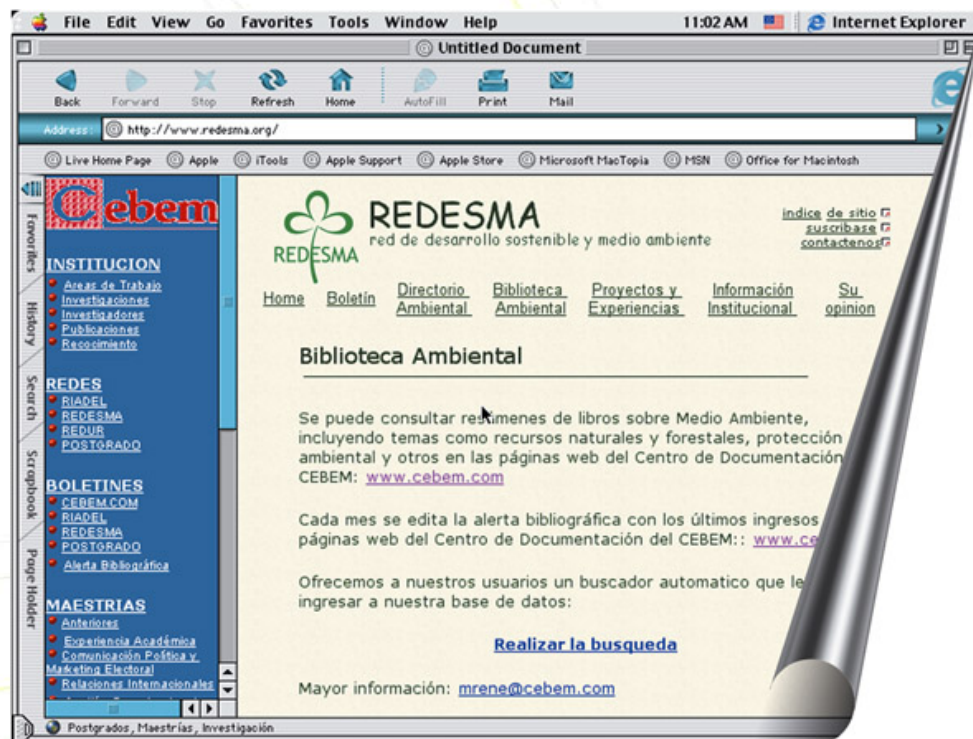 File Edit View Go Favorites Tools Window Help 11:02 AM Internet Explorer
Untitled Document
Back Forward Stop Refresh Home AutoFill Print Mail
Address: http://www.redesma.org/
Live Home Page Apple iTools Apple Support Apple Store Microsoft MacTopia MSN Office for Macintosh
Favorites
History
Search
Scrapbook
Page Holder
Cebem
INSTITUCION
Areas de Trabajo
Investigaciones
Investigadores
Publicaciones
Recocimiento
REDES
RIADEL
REDESMA
REDUR
POSTGRADO
BOLETINES
CEBEM.COM
RIADEL
REDESMA
POSTGRADO
Alerta Bibliográfica
MAESTRIAS
Anteriores
Experiencia Académica
Comunicación Política y
Marketing Electoral
Relaciones Internacionales
REDESMA
REDESMA
red de desarrollo sostenible y medio ambiente
indice de sitio
suscribase
contactenos
Home Boletín Directorio Ambiental Biblioteca Ambiental Proyectos y Experiencias Información Institucional Su opinion
Biblioteca Ambiental
Se puede consultar resúmenes de libros sobre Medio Ambiente,
incluyendo temas como recursos naturales y forestales, protección
ambiental y otros en las páginas web del Centro de Documentación
CEBEM: www.cebem.com
Cada mes se edita la alerta bibliográfica con los últimos ingresos
páginas web del Centro de Documentación del CEBEM:: www.ce
Ofrecemos a nuestros usuarios un buscador automatico que le
ingresar a nuestra base de datos:
Realizar la busqueda
Mayor información: mrene@cebem.com
Postgrados, Maestrías, Investigación